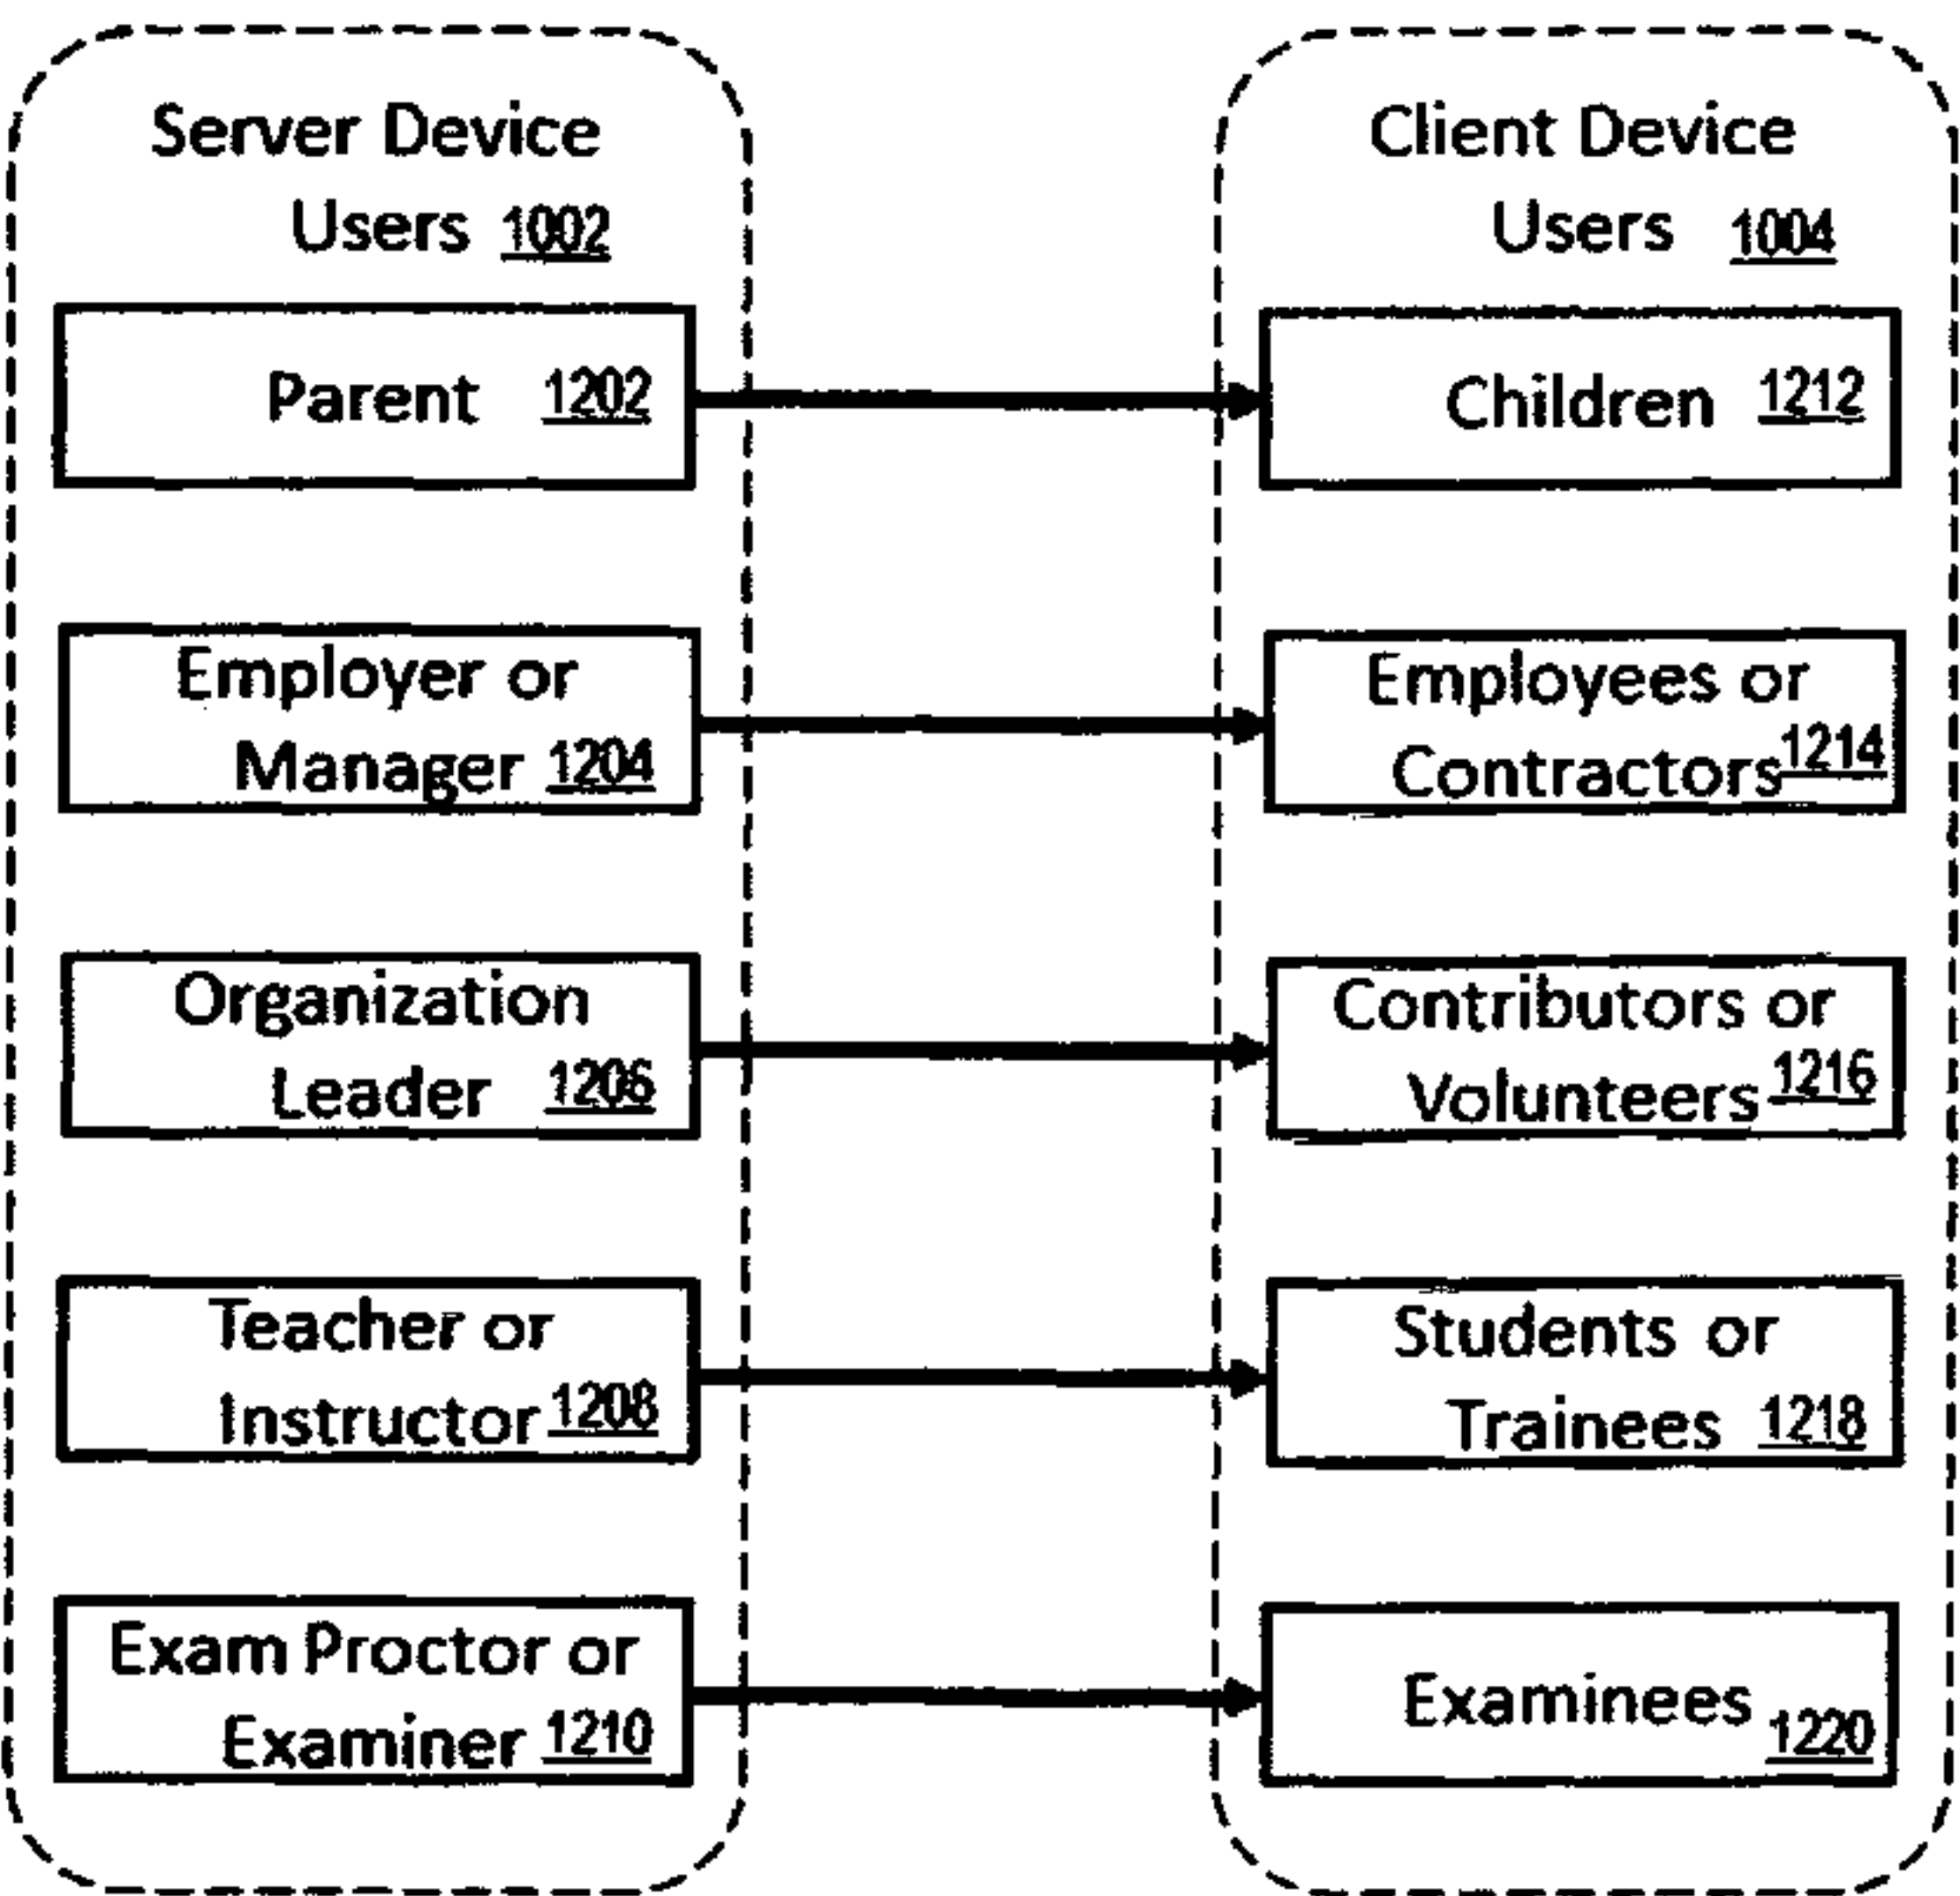 Server Device
Users 1002
Parent 1202
Employer or
Manager 1204
Organization
Leader 1206
Teacher or
Instructor 1208
Exam Proctor or
Examiner 1210
Client Device
Users 1004
Children 1212
Employees or
Contractors 1214
Contributors or
Volunteers 1216
Students or
Trainees 1218
Examinees 1220